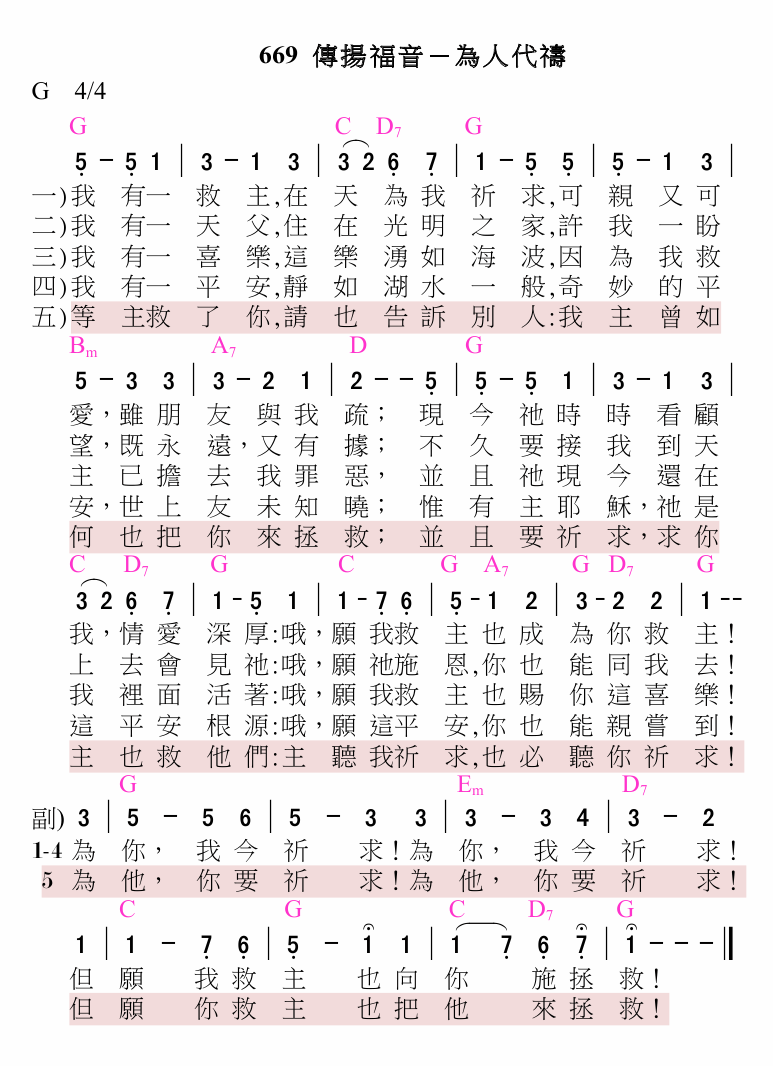 669 傳揚福音－為人代禱
G 4/4
G C D7 G
5 - 5 1 | 3 - 1 3 | 3 2 6 7 | 1 - 5 5 | 5 - 1 3 |
一)我 有一 救 主,在 天 為我 祈 求,可 親 又可
二)我 有一 天 父,住 在 光明 之 家,許 我 一盼
三)我 有一 喜 樂,這 樂 湧如 海 波,因 為 我救
四)我 有一 平 安,靜 如 湖水 一 般,奇 妙 的平
五)等 主救 了 你,請 也 告訴 別 人:我 主 曾如
Bm A7 D G
5 - 3 3 | 3 - 2 1 | 2 - - 5 | 5 - 5 1 | 3 - 1 3 |
愛，雖朋 友 與我 疏； 現 今 祂時 時 看顧
望，既永 遠，又有 據； 不 久 要接 我 到天
主 已擔 去 我罪 惡， 並 且 祂現 今 還在
安，世上 友 未知 曉； 惟 有 主耶 穌，祂是
何 也把 你 來拯 救； 並 且 要祈 求，求你
C D7 G C G A7 G D7 G
3 2 6 7 | 1 - 5 1 | 1 - 7 6 | 5 - 1 2 | 3 - 2 2 | 1 - -
我，情愛 深 厚:哦，願 我救 主 也成 為 你救 主！
上 去會 見 祂:哦，願 祂施 恩,你也 能 同我 去！
我 裡面 活 著:哦，願 我救 主 也賜 你 這喜 樂！
這 平安 根 源:哦，願 這平 安,你也 能 親嘗 到！
主 也救 他 們:主 聽 我祈 求,也必 聽 你祈 求！
G Em D7
副) 3 | 5 - 5 6 | 5 - 3 3 | 3 - 3 4 | 3 - 2
1-4 為 你， 我今 祈 求！為 你， 我今 祈 求！
5 為 他， 你要 祈 求！為 他， 你要 祈 求！
C G C D7 G
1 | 1 - 7 6 | 5 - 1 1 | 1 7 6 7 | 1 - - - ‖
但 願 我救 主 也向 你 施拯 救！
但 願 你救 主 也把 他 來拯 救！